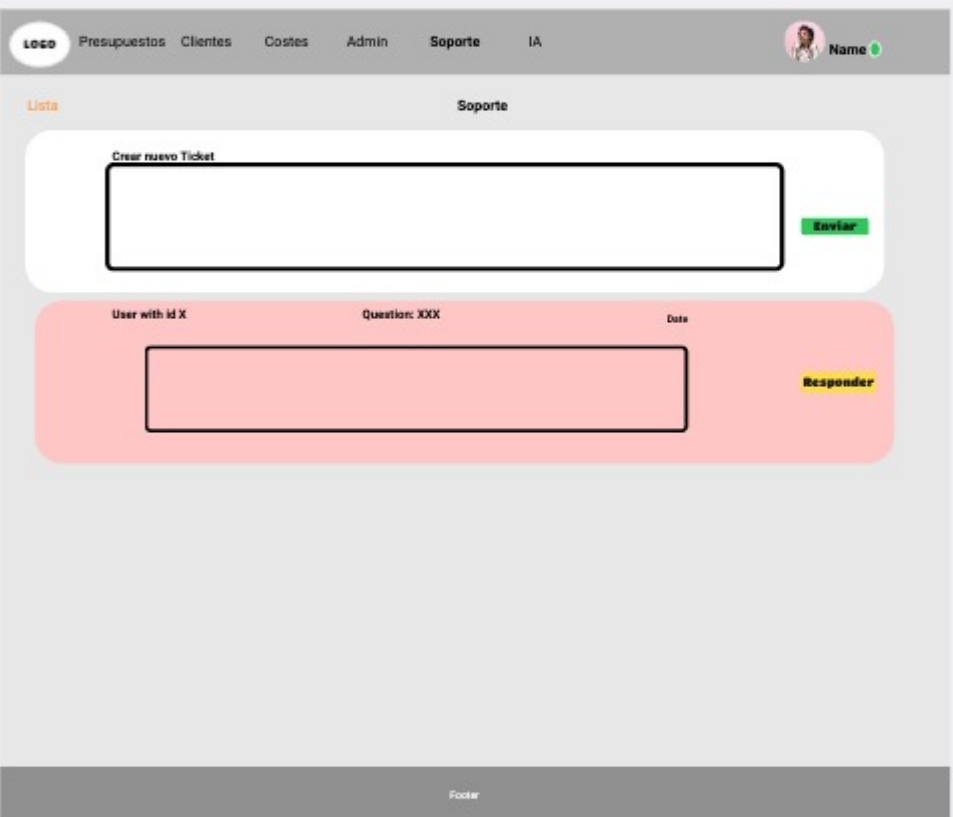 LOGO Presupuestos Clientes Costes Admin Soporte IA Name
Lista Soporte
Crear nuevo Ticket
Enviar
User with id X Question: XXX Date
Responder
Footer